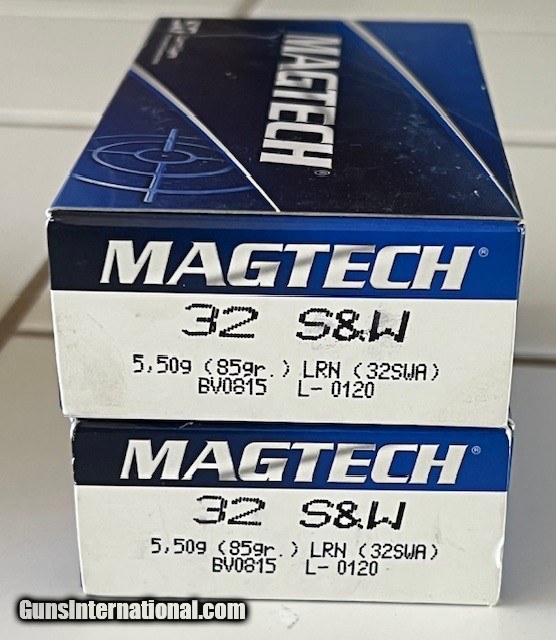 MAGTECH®
MAGTECH®
32 S&W
5,50g (85gr.) LRN (32SWA)
BV0815 L- 0120
MAGTECH®
32 S&W
5,50g (85gr.) LRN (32SWA)
BV0815 L- 0120
GunsInternational.com